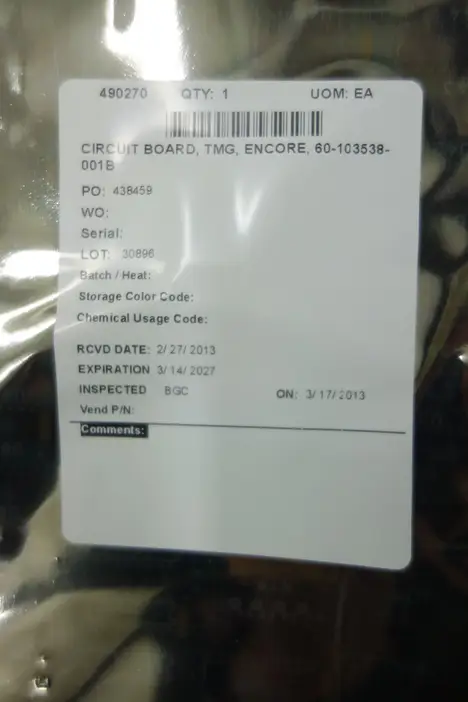 490270 QTY: 1 UOM: EA
CIRCUIT BOARD, TMG, ENCORE, 60-103538-
001B
PO: 438459
WO:
Serial:
LOT: 30896
Batch / Heat:
Storage Color Code:
Chemical Usage Code:
RCVD DATE: 2/27/2013
EXPIRATION 3/14/2027
INSPECTED BGC ON: 3/17/2013
Vend P/N:
Comments: